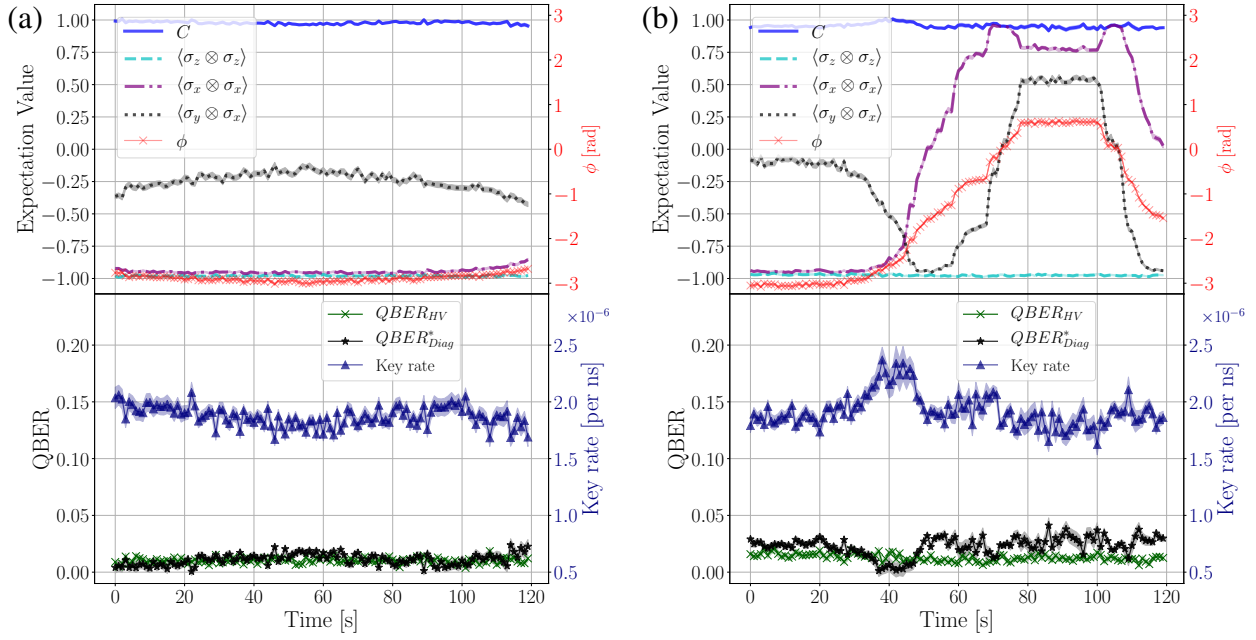 (a)
1.00
0.75
0.50
0.25
0.00
−0.25
−0.50
−0.75
−1.00
Expectation Value
C
⟨σz ⊗ σz⟩
⟨σx ⊗ σx⟩
⟨σy ⊗ σx⟩
ϕ
3
2
1
0
−1
−2
−3
ϕ [rad]
0.20
0.15
0.10
0.05
0.00
QBER
QBER_HV
QBER*_Diag
Key rate
×10⁻⁶
2.5
2.0
1.5
1.0
0.5
Key rate [per ns]
0 20 40 60 80 100 120
Time [s]
(b)
1.00
0.75
0.50
0.25
0.00
−0.25
−0.50
−0.75
−1.00
Expectation Value
C
⟨σz ⊗ σz⟩
⟨σx ⊗ σx⟩
⟨σy ⊗ σx⟩
ϕ
3
2
1
0
−1
−2
−3
ϕ [rad]
0.20
0.15
0.10
0.05
0.00
QBER
QBER_HV
QBER*_Diag
Key rate
×10⁻⁶
2.5
2.0
1.5
1.0
0.5
Key rate [per ns]
0 20 40 60 80 100 120
Time [s]